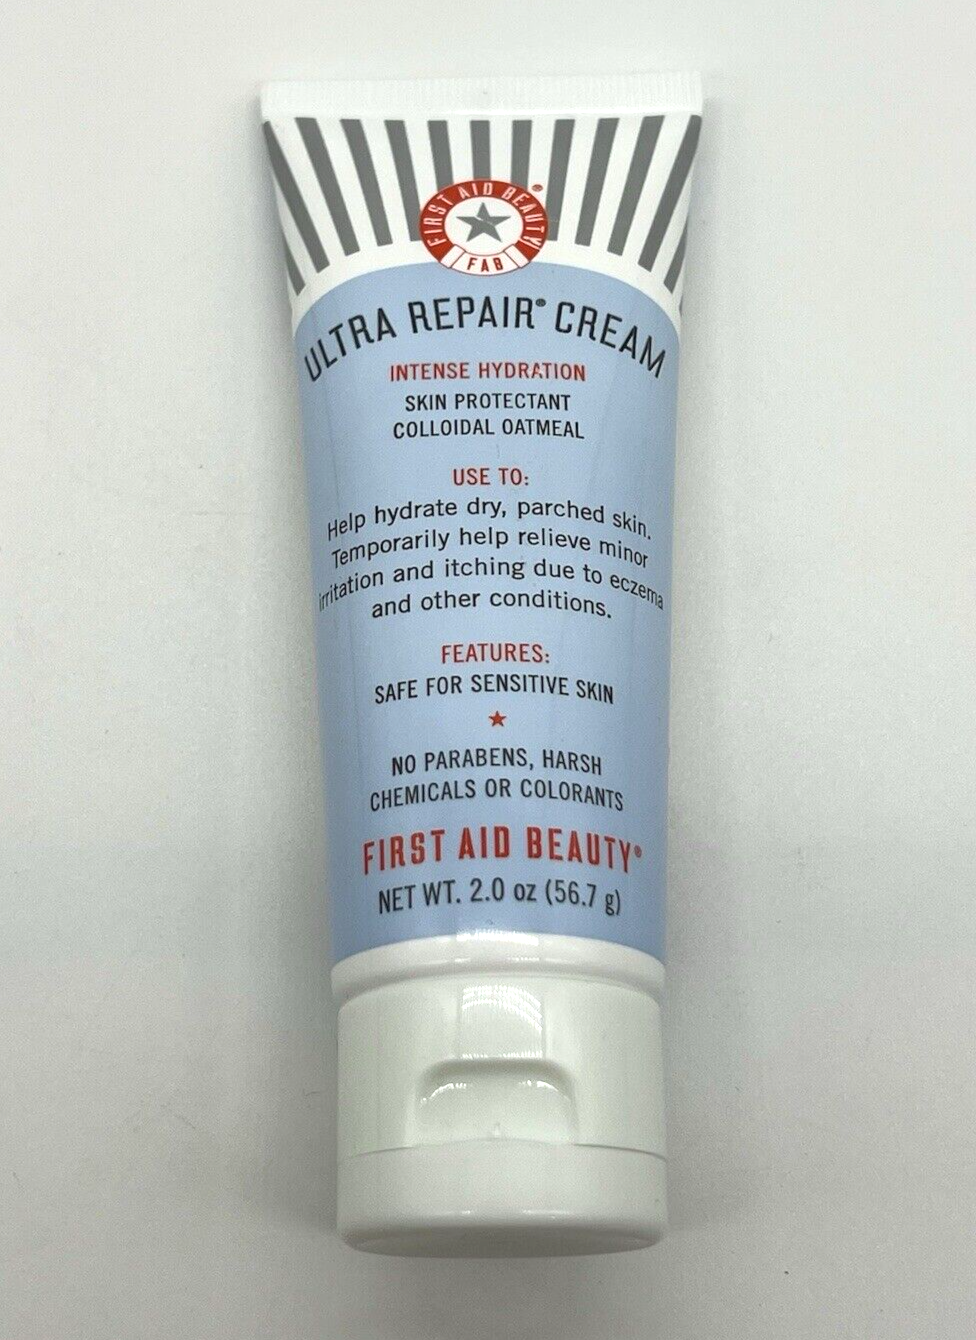 FIRST AID BEAUTY®
FAB
ULTRA REPAIR® CREAM
INTENSE HYDRATION
SKIN PROTECTANT
COLLOIDAL OATMEAL
USE TO:
Help hydrate dry, parched skin.
Temporarily help relieve minor
irritation and itching due to eczema
and other conditions.
FEATURES:
SAFE FOR SENSITIVE SKIN
NO PARABENS, HARSH
CHEMICALS OR COLORANTS
FIRST AID BEAUTY®
NET WT. 2.0 oz (56.7 g)